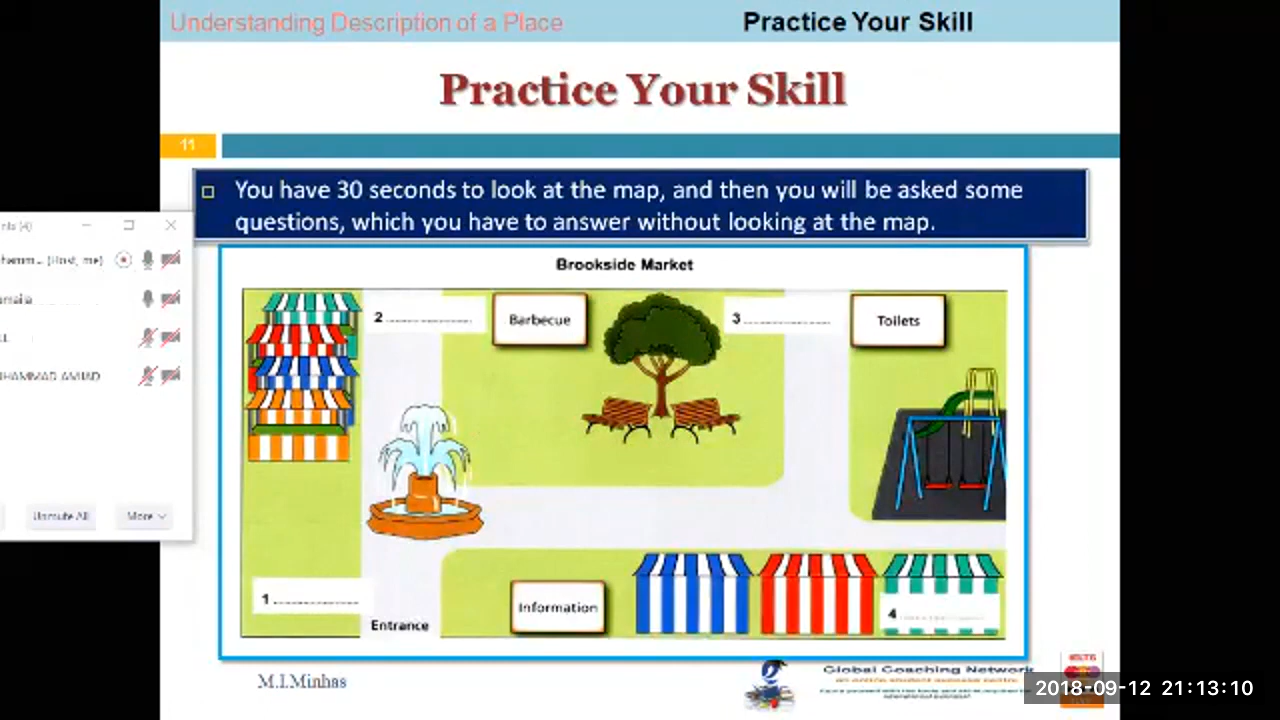 Understanding Description of a Place
Practice Your Skill
Practice Your Skill
11
You have 30 seconds to look at the map, and then you will be asked some
questions, which you have to answer without looking at the map.
(4)
(Host, me)
Unmute All
More
Brookside Market
2
Barbecue
3
Toilets
1
Entrance
Information
4
M.I.Minhas
Global Coaching Network
2018-09-12 21:13:10